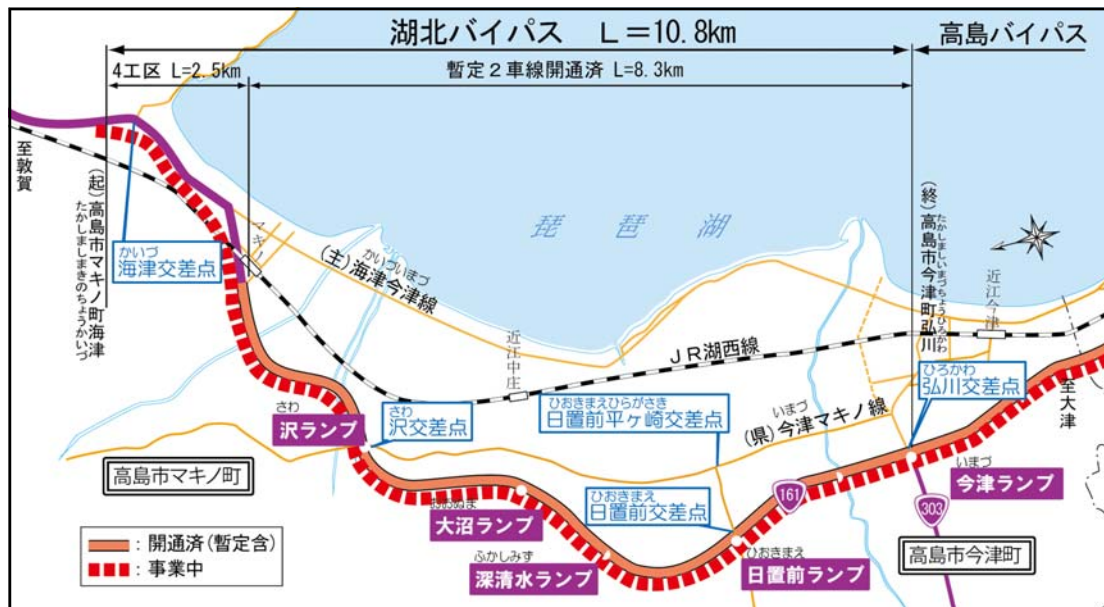 湖北バイパス L=10.8km
高島バイパス
4工区 L=2.5km
暫定2車線開通済 L=8.3km
至敦賀
(起)高島市マキノ町海津
たかしましまきのちょうかいづ
かいづ
海津交差点
マキノ
かいづいまづ
(主)海津今津線
琵琶湖
(終)高島市今津町弘川
たかしましいまづちょうひろかわ
近江今津
近江中庄
JR湖西線
至大津
ひろかわ
弘川交差点
さわ
沢ランプ
さわ
沢交差点
ひおきまえひらがさき
日置前平ヶ崎交差点
いまづ
(県)今津マキノ線
高島市マキノ町
おおぬま
大沼ランプ
ひおきまえ
日置前交差点
161
いまづ
今津ランプ
303
ふかしみず
深清水ランプ
ひおきまえ
日置前ランプ
高島市今津町
:開通済(暫定含)
:事業中